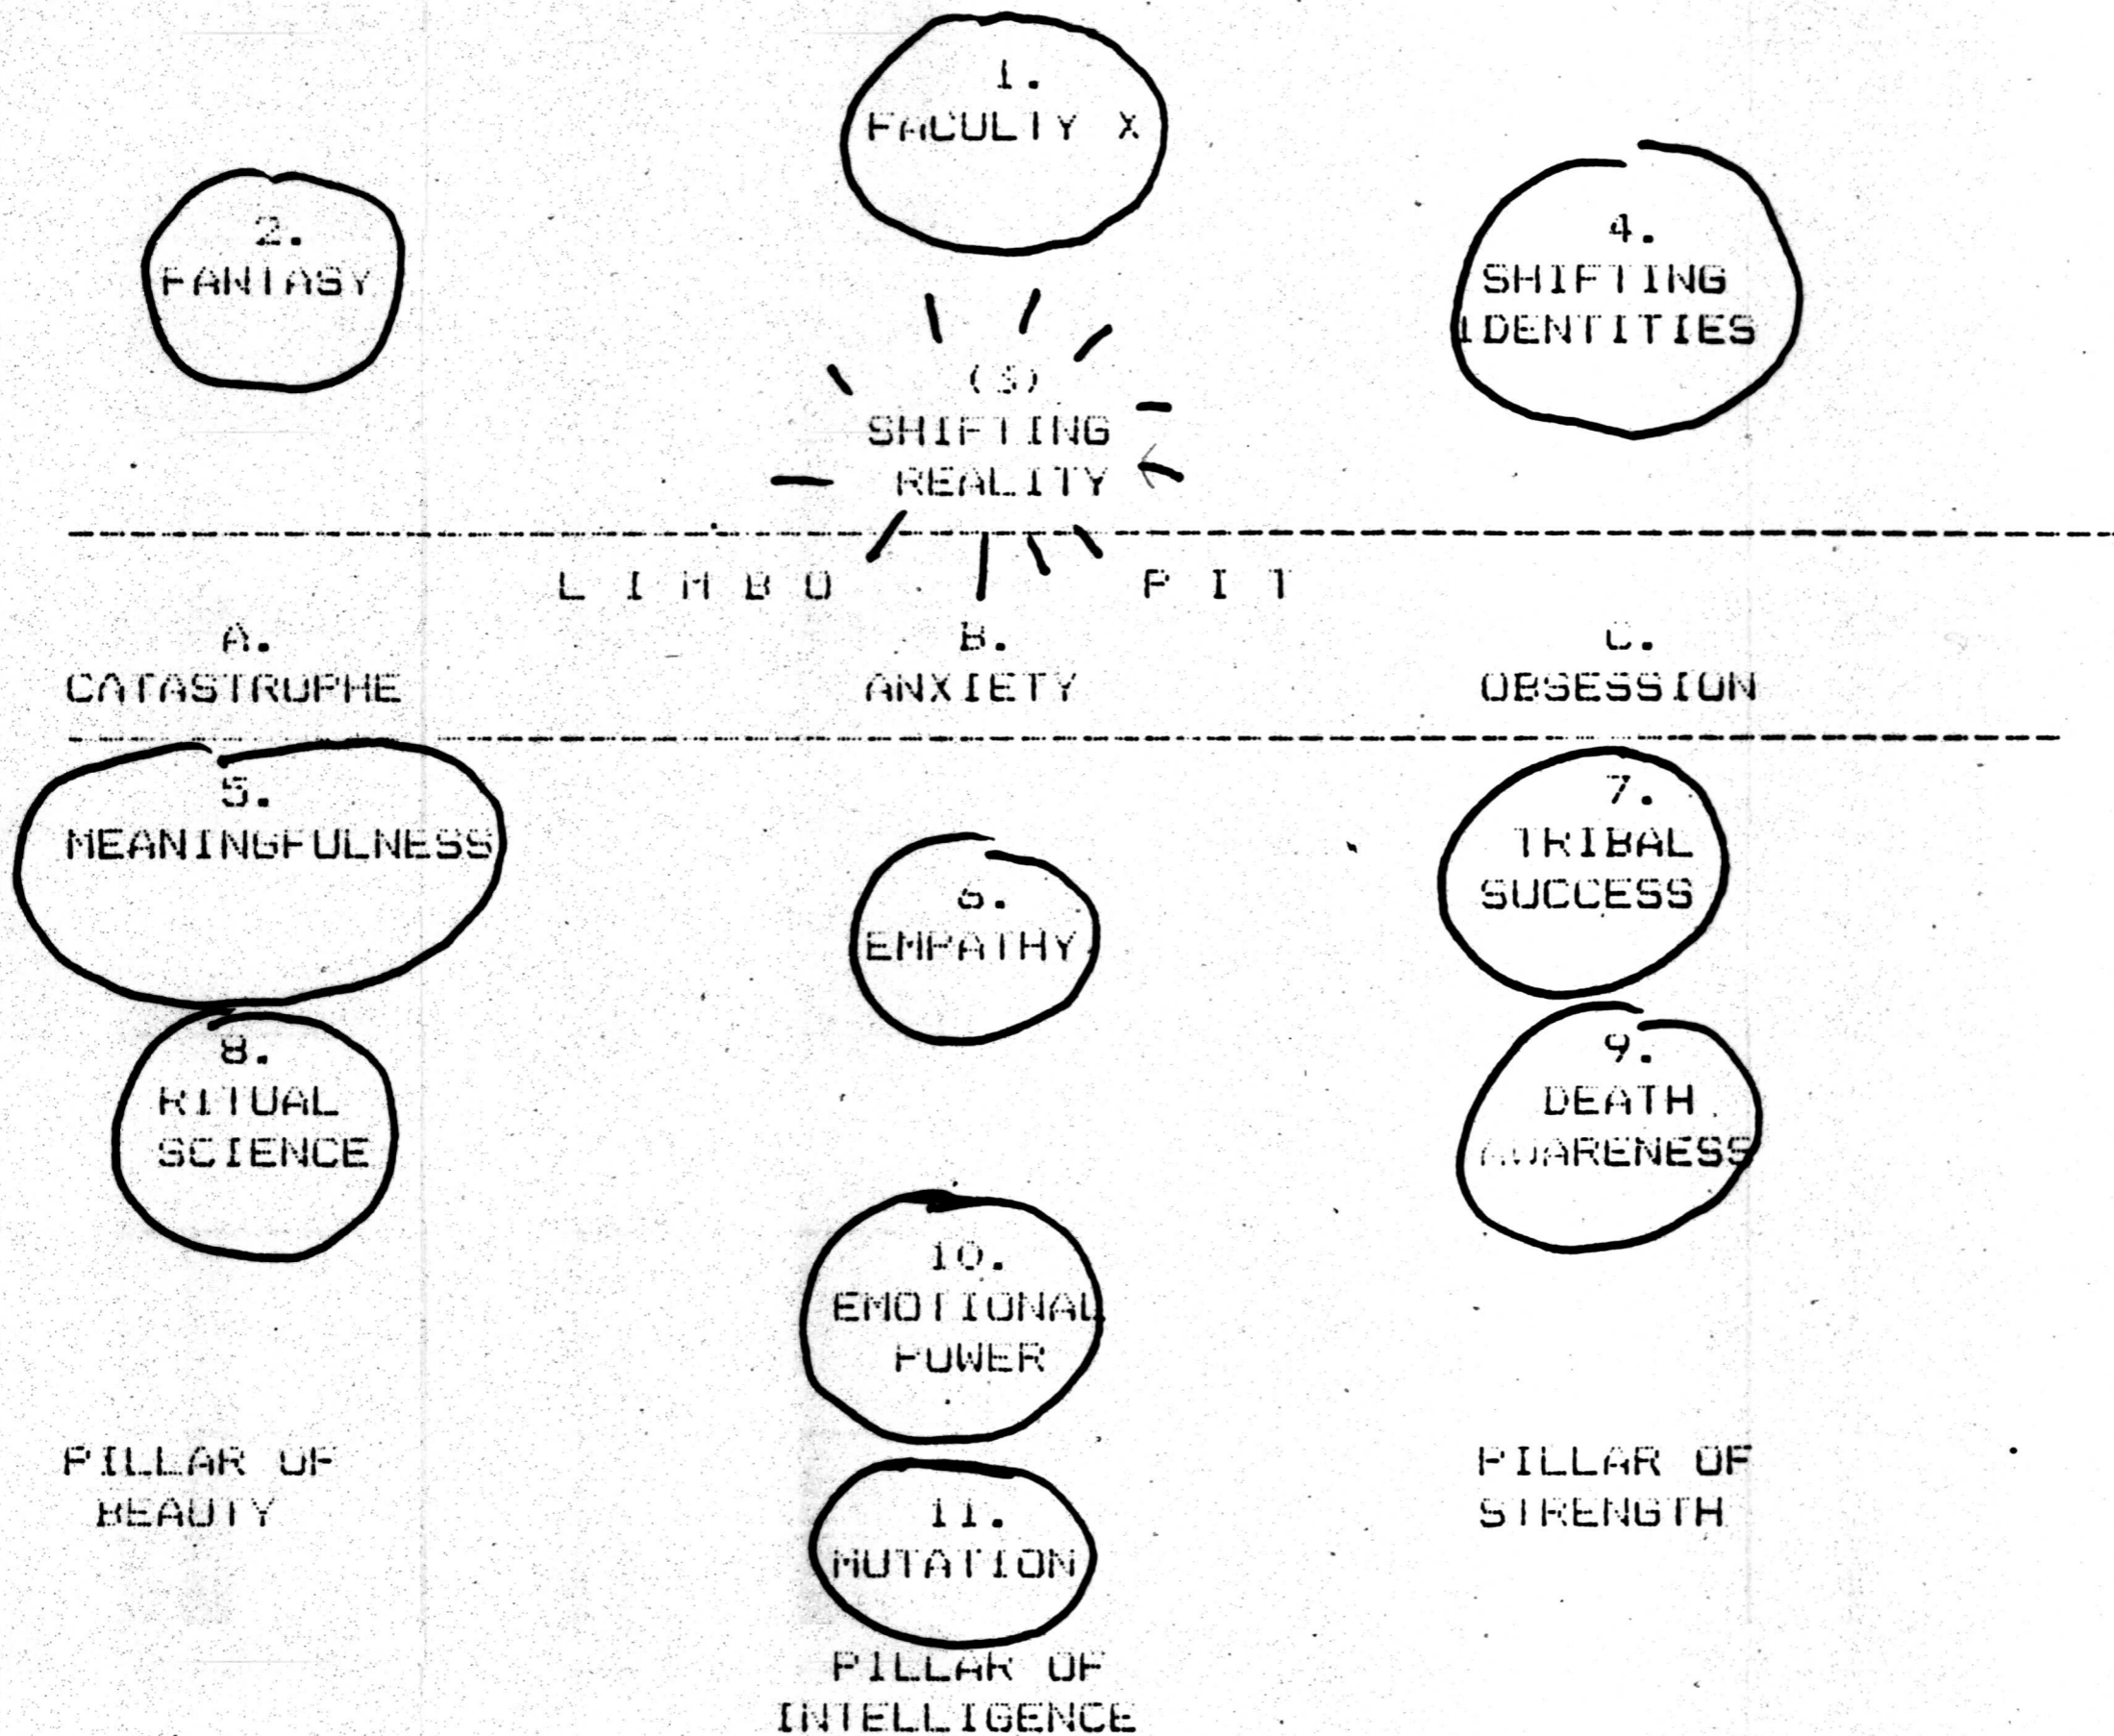 1.
FACULTY X
2.
FANTASY
4.
SHIFTING
IDENTITIES
(3)
SHIFTING
REALITY
LIMBO PIT
A.
CATASTROPHE
B.
ANXIETY
C.
OBSESSION
5.
MEANINGFULNESS
6.
EMPATHY
7.
TRIBAL
SUCCESS
8.
RITUAL
SCIENCE
9.
DEATH
AWARENESS
10.
EMOTIONAL
POWER
11.
MUTATION
PILLAR OF
BEAUTY
PILLAR OF
STRENGTH
PILLAR OF
INTELLIGENCE